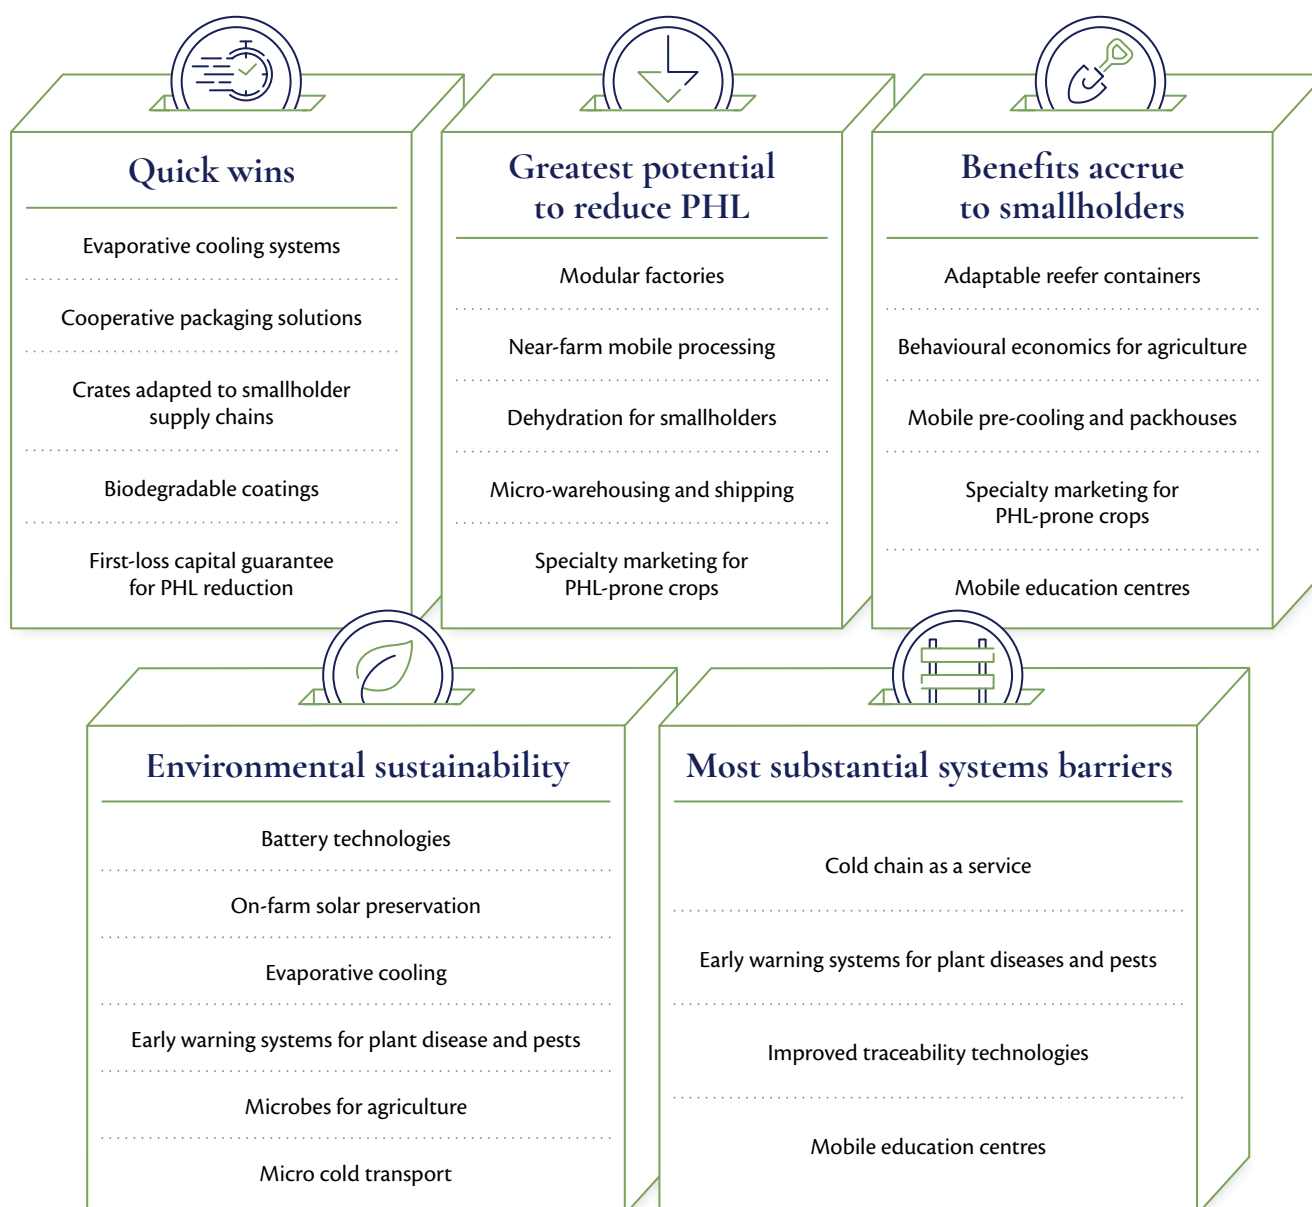 Quick wins
Evaporative cooling systems
Cooperative packaging solutions
Crates adapted to smallholder
supply chains
Biodegradable coatings
First-loss capital guarantee
for PHL reduction
Greatest potential
to reduce PHL
Modular factories
Near-farm mobile processing
Dehydration for smallholders
Micro-warehousing and shipping
Specialty marketing for
PHL-prone crops
Benefits accrue
to smallholders
Adaptable reefer containers
Behavioural economics for agriculture
Mobile pre-cooling and packhouses
Specialty marketing for
PHL-prone crops
Mobile education centres
Environmental sustainability
Battery technologies
On-farm solar preservation
Evaporative cooling
Early warning systems for plant disease and pests
Microbes for agriculture
Micro cold transport
Most substantial systems barriers
Cold chain as a service
Early warning systems for plant diseases and pests
Improved traceability technologies
Mobile education centres